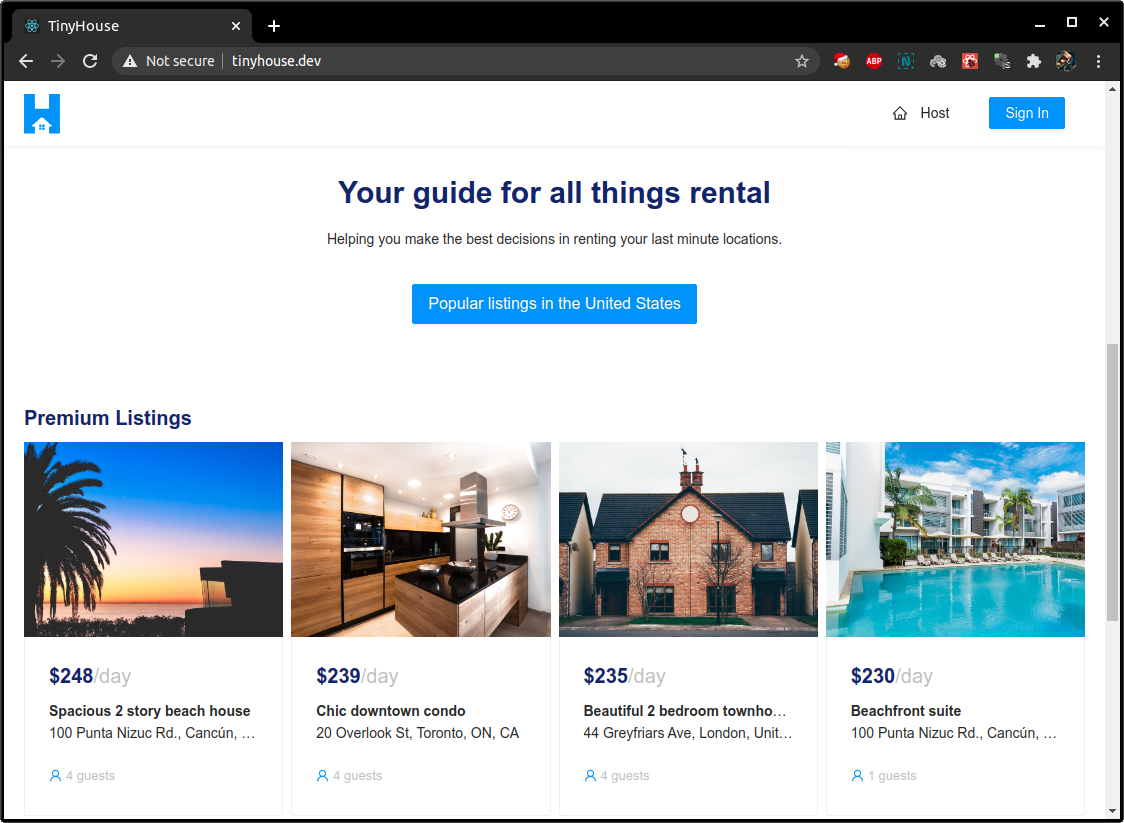 TinyHouse
Not secure tinyhouse.dev
ABP
N
Host
Sign In
Your guide for all things rental
Helping you make the best decisions in renting your last minute locations.
Popular listings in the United States
Premium Listings
$248/day
Spacious 2 story beach house
100 Punta Nizuc Rd., Cancún, …
4 guests
$239/day
Chic downtown condo
20 Overlook St, Toronto, ON, CA
4 guests
$235/day
Beautiful 2 bedroom townho…
44 Greyfriars Ave, London, Unit…
4 guests
$230/day
Beachfront suite
100 Punta Nizuc Rd., Cancún, …
1 guests